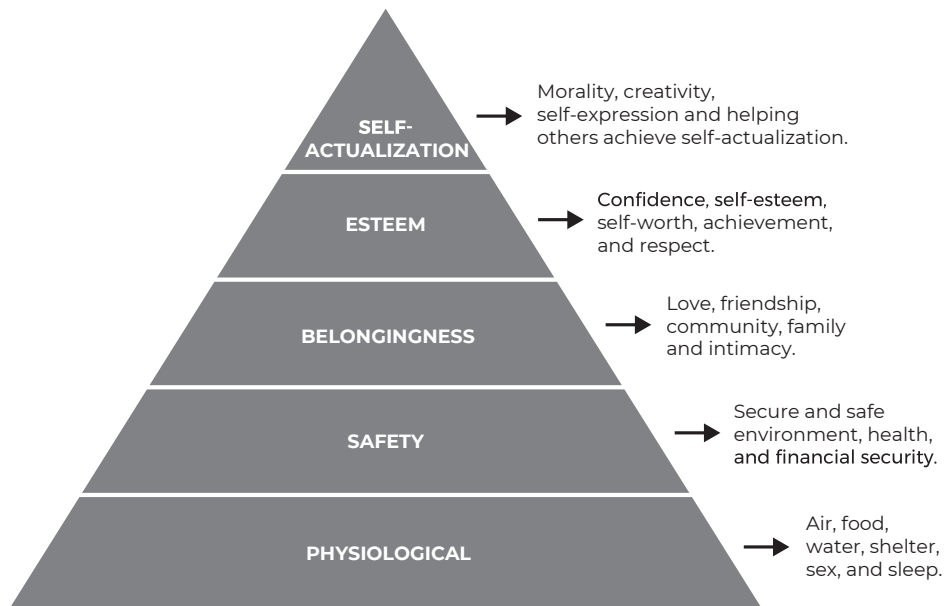 SELF-
ACTUALIZATION
Morality, creativity,
self-expression and helping
others achieve self-actualization.
ESTEEM
Confidence, self-esteem,
self-worth, achievement,
and respect.
BELONGINGNESS
Love, friendship,
community, family
and intimacy.
SAFETY
Secure and safe
environment, health,
and financial security.
PHYSIOLOGICAL
Air, food,
water, shelter,
sex, and sleep.